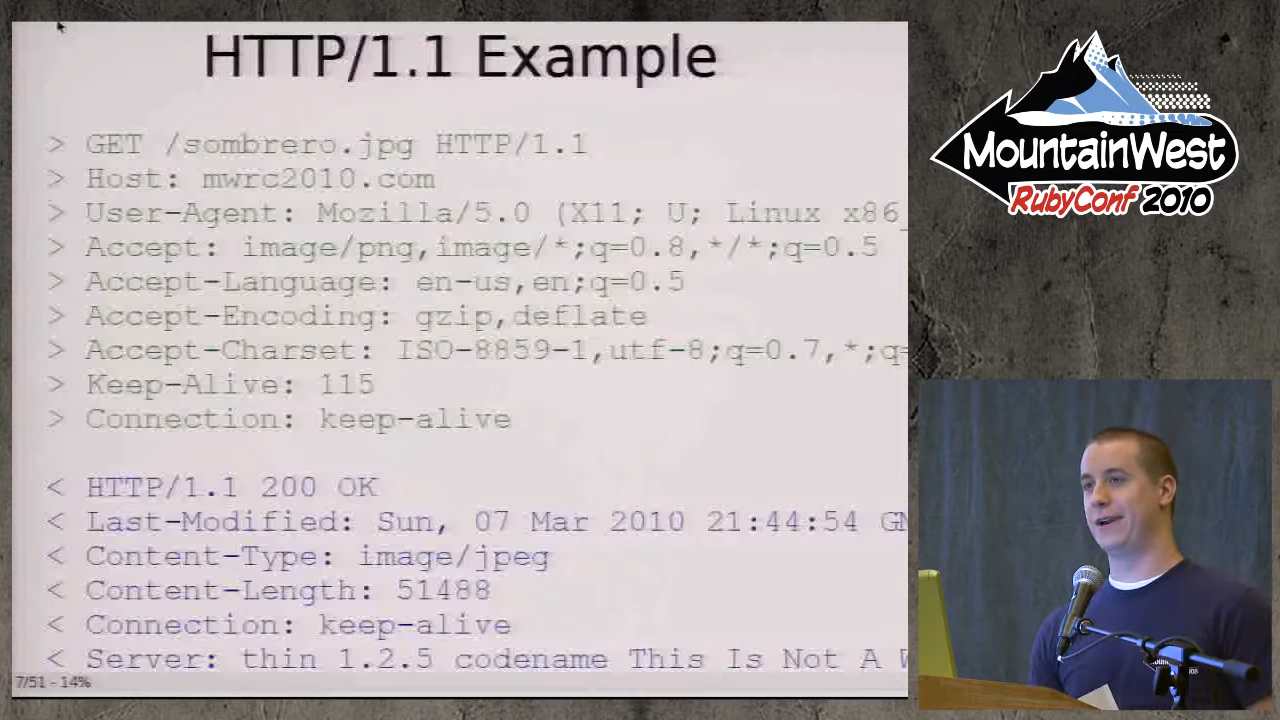 HTTP/1.1 Example
> GET /sombrero.jpg HTTP/1.1
> Host: mwrc2010.com
> User-Agent: Mozilla/5.0 (X11; U; Linux x86_
> Accept: image/png,image/*;q=0.8,*/*;q=0.5
> Accept-Language: en-us,en;q=0.5
> Accept-Encoding: gzip,deflate
> Accept-Charset: ISO-8859-1,utf-8;q=0.7,*;q=
> Keep-Alive: 115
> Connection: keep-alive
< HTTP/1.1 200 OK
< Last-Modified: Sun, 07 Mar 2010 21:44:54 GM
< Content-Type: image/jpeg
< Content-Length: 51488
< Connection: keep-alive
< Server: thin 1.2.5 codename This Is Not A W
7/51 - 14%
MountainWest
RubyConf 2010